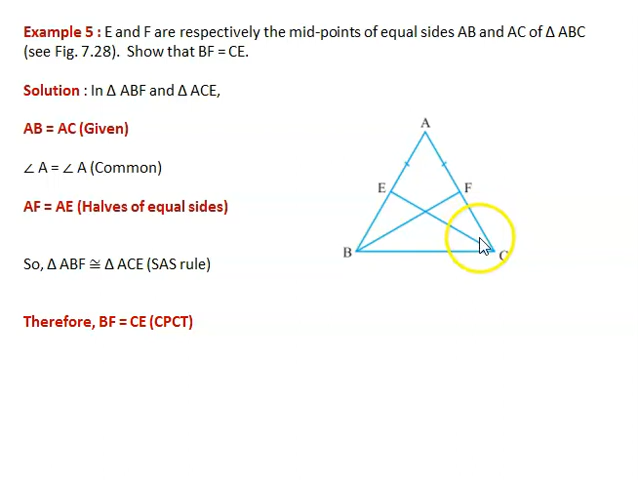 Example 5 : E and F are respectively the mid-points of equal sides AB and AC of Δ ABC
(see Fig. 7.28). Show that BF = CE.
Solution : In Δ ABF and Δ ACE,
AB = AC (Given)
∠ A = ∠ A (Common)
AF = AE (Halves of equal sides)
So, Δ ABF ≅ Δ ACE (SAS rule)
Therefore, BF = CE (CPCT)
A
E F
B C